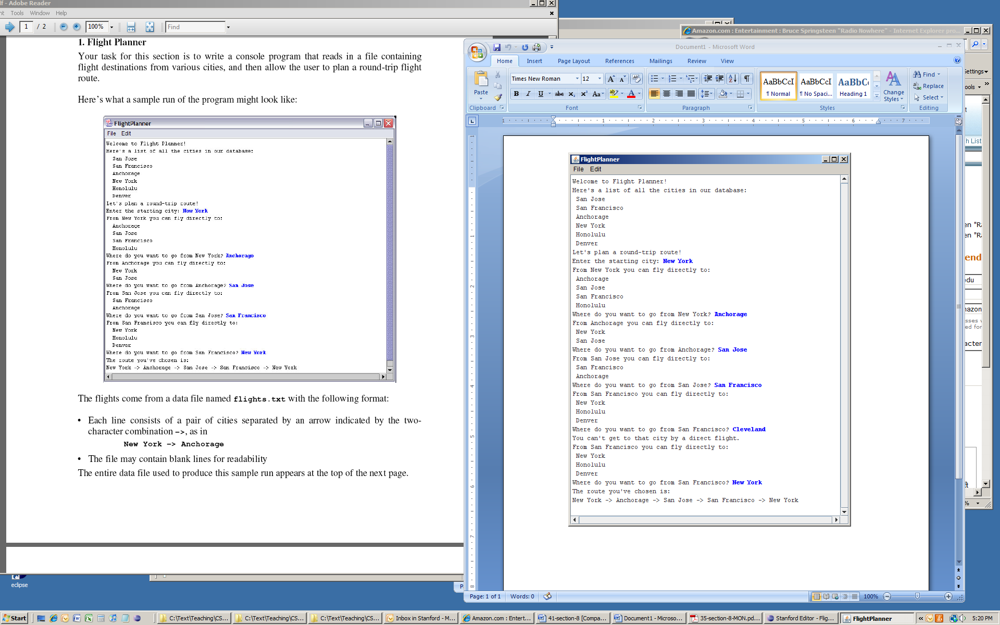 - Adobe Reader
Tools Window Help
1 / 2 100% Find
1. Flight Planner
Your task for this section is to write a console program that reads in a file containing
flight destinations from various cities, and then allow the user to plan a round-trip flight
route.
Here's what a sample run of the program might look like:
FlightPlanner
File Edit
Welcome to Flight Planner!
Here's a list of all the cities in our database:
San Jose
San Francisco
Anchorage
New York
Honolulu
Denver
Let's plan a round-trip route!
Enter the starting city: New York
From New York you can fly directly to:
Anchorage
San Jose
San Francisco
Honolulu
Where do you want to go from New York? Anchorage
From Anchorage you can fly directly to:
New York
San Jose
Where do you want to go from Anchorage? San Jose
From San Jose you can fly directly to:
San Francisco
Anchorage
Where do you want to go from San Jose? San Francisco
From San Francisco you can fly directly to:
New York
Honolulu
Denver
Where do you want to go from San Francisco? New York
The route you've chosen is:
New York -> Anchorage -> San Jose -> San Francisco -> New York
The flights come from a data file named flights.txt with the following format:
• Each line consists of a pair of cities separated by an arrow indicated by the two-
character combination ->, as in
New York -> Anchorage
• The file may contain blank lines for readability
The entire data file used to produce this sample run appears at the top of the next page.
eclipse
Amazon.com : Entertainment : Bruce Springsteen "Radio Nowhere" - Internet Explorer pro...
Document1 - Microsoft Word
Home Insert Page Layout References Mailings Review View
Paste
Clipboard
Times New Roman 12
Font
Paragraph
AaBbCcI AaBbCcI AaBbC
¶ Normal ¶ No Spaci... Heading 1
Change Styles
Styles
Find
Replace
Select
Editing
FlightPlanner
File Edit
Welcome to Flight Planner!
Here's a list of all the cities in our database:
San Jose
San Francisco
Anchorage
New York
Honolulu
Denver
Let's plan a round-trip route!
Enter the starting city: New York
From New York you can fly directly to:
Anchorage
San Jose
San Francisco
Honolulu
Where do you want to go from New York? Anchorage
From Anchorage you can fly directly to:
New York
San Jose
Where do you want to go from Anchorage? San Jose
From San Jose you can fly directly to:
San Francisco
Anchorage
Where do you want to go from San Jose? San Francisco
From San Francisco you can fly directly to:
New York
Honolulu
Denver
Where do you want to go from San Francisco? Cleveland
You can't get to that city by a direct flight.
From San Francisco you can fly directly to:
New York
Honolulu
Denver
Where do you want to go from San Francisco? New York
The route you've chosen is:
New York -> Anchorage -> San Jose -> San Francisco -> New York
Page: 1 of 1 Words: 0 100%
Start C:\Text\Teaching\CS... C:\Text\Teaching\CS... C:\Text\Teaching\CS... Inbox in Stanford - M... Amazon.com : Entert... 41-section-8 [Compa... Document1 - Microso... 35-section-8-MON.pd... Stanford Editor - Flig... FlightPlanner 5:20 PM